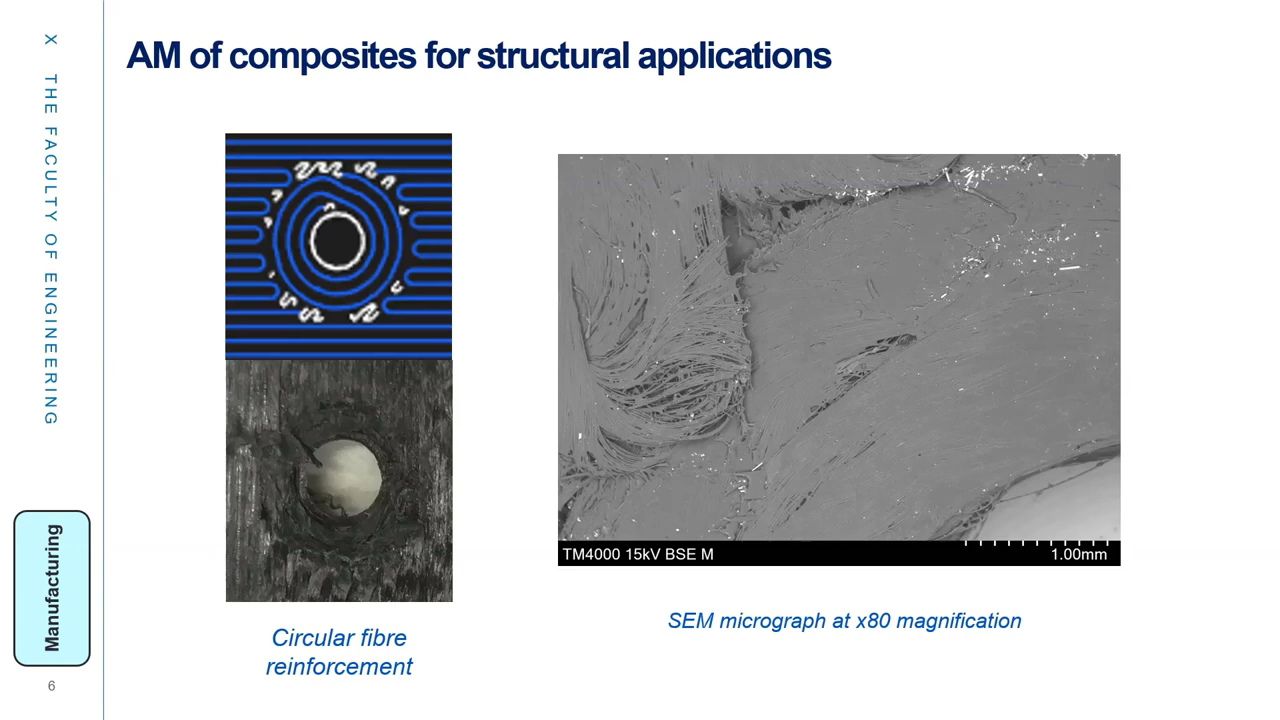 AM of composites for structural applications
X THE FACULTY OF ENGINEERING
Manufacturing
6
Circular fibre
reinforcement
TM4000 15kV BSE M 1.00mm
SEM micrograph at x80 magnification